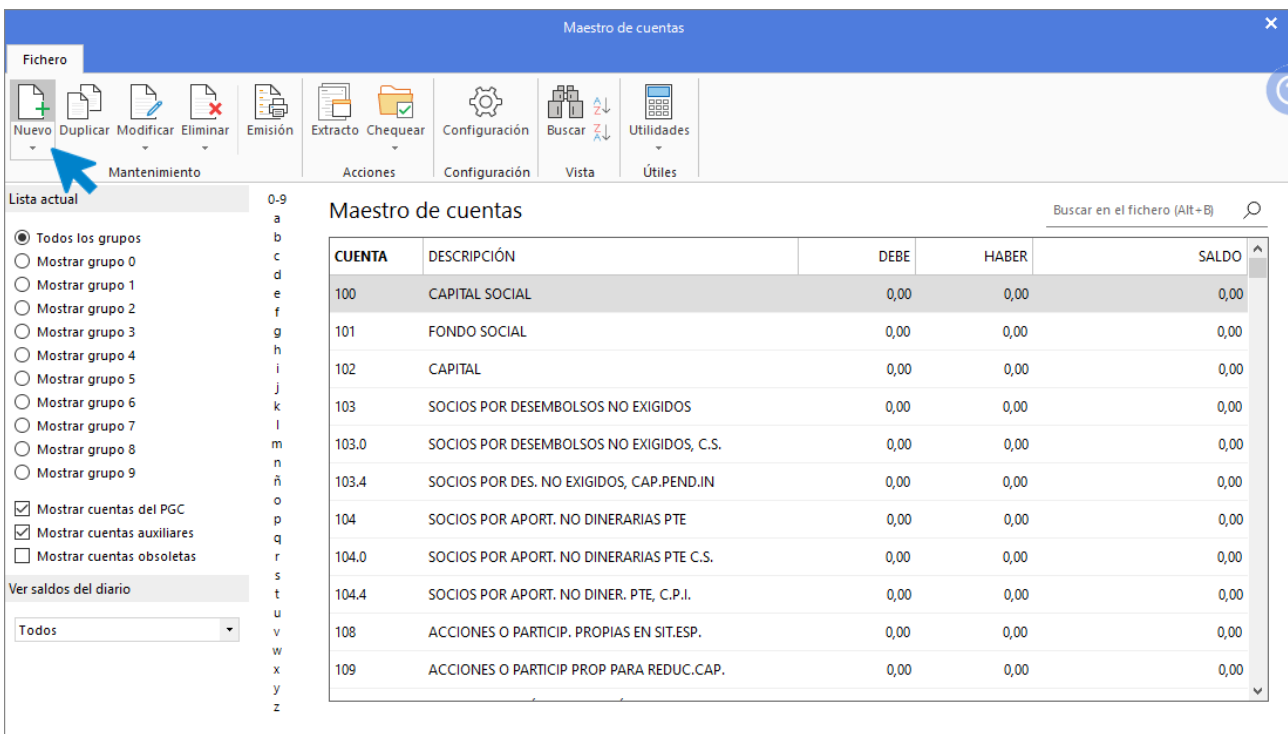 Maestro de cuentas
Fichero
Nuevo Duplicar Modificar Eliminar Emisión Extracto Chequear Configuración Buscar Utilidades
Mantenimiento Acciones Configuración Vista Útiles
Lista actual
Todos los grupos
Mostrar grupo 0
Mostrar grupo 1
Mostrar grupo 2
Mostrar grupo 3
Mostrar grupo 4
Mostrar grupo 5
Mostrar grupo 6
Mostrar grupo 7
Mostrar grupo 8
Mostrar grupo 9
Mostrar cuentas del PGC
Mostrar cuentas auxiliares
Mostrar cuentas obsoletas
Ver saldos del diario
Todos
0-9
a
b
c
d
e
f
g
h
i
j
k
l
m
n
ñ
o
p
q
r
s
t
u
v
w
x
y
z
Maestro de cuentas
Buscar en el fichero (Alt+B)
CUENTA DESCRIPCIÓN DEBE HABER SALDO
100 CAPITAL SOCIAL 0,00 0,00 0,00
101 FONDO SOCIAL 0,00 0,00 0,00
102 CAPITAL 0,00 0,00 0,00
103 SOCIOS POR DESEMBOLSOS NO EXIGIDOS 0,00 0,00 0,00
103.0 SOCIOS POR DESEMBOLSOS NO EXIGIDOS, C.S. 0,00 0,00 0,00
103.4 SOCIOS POR DES. NO EXIGIDOS, CAP.PEND.IN 0,00 0,00 0,00
104 SOCIOS POR APORT. NO DINERARIAS PTE 0,00 0,00 0,00
104.0 SOCIOS POR APORT. NO DINERARIAS PTE C.S. 0,00 0,00 0,00
104.4 SOCIOS POR APORT. NO DINER. PTE, C.P.I. 0,00 0,00 0,00
108 ACCIONES O PARTICIP. PROPIAS EN SIT.ESP. 0,00 0,00 0,00
109 ACCIONES O PARTICIP PROP PARA REDUC.CAP. 0,00 0,00 0,00